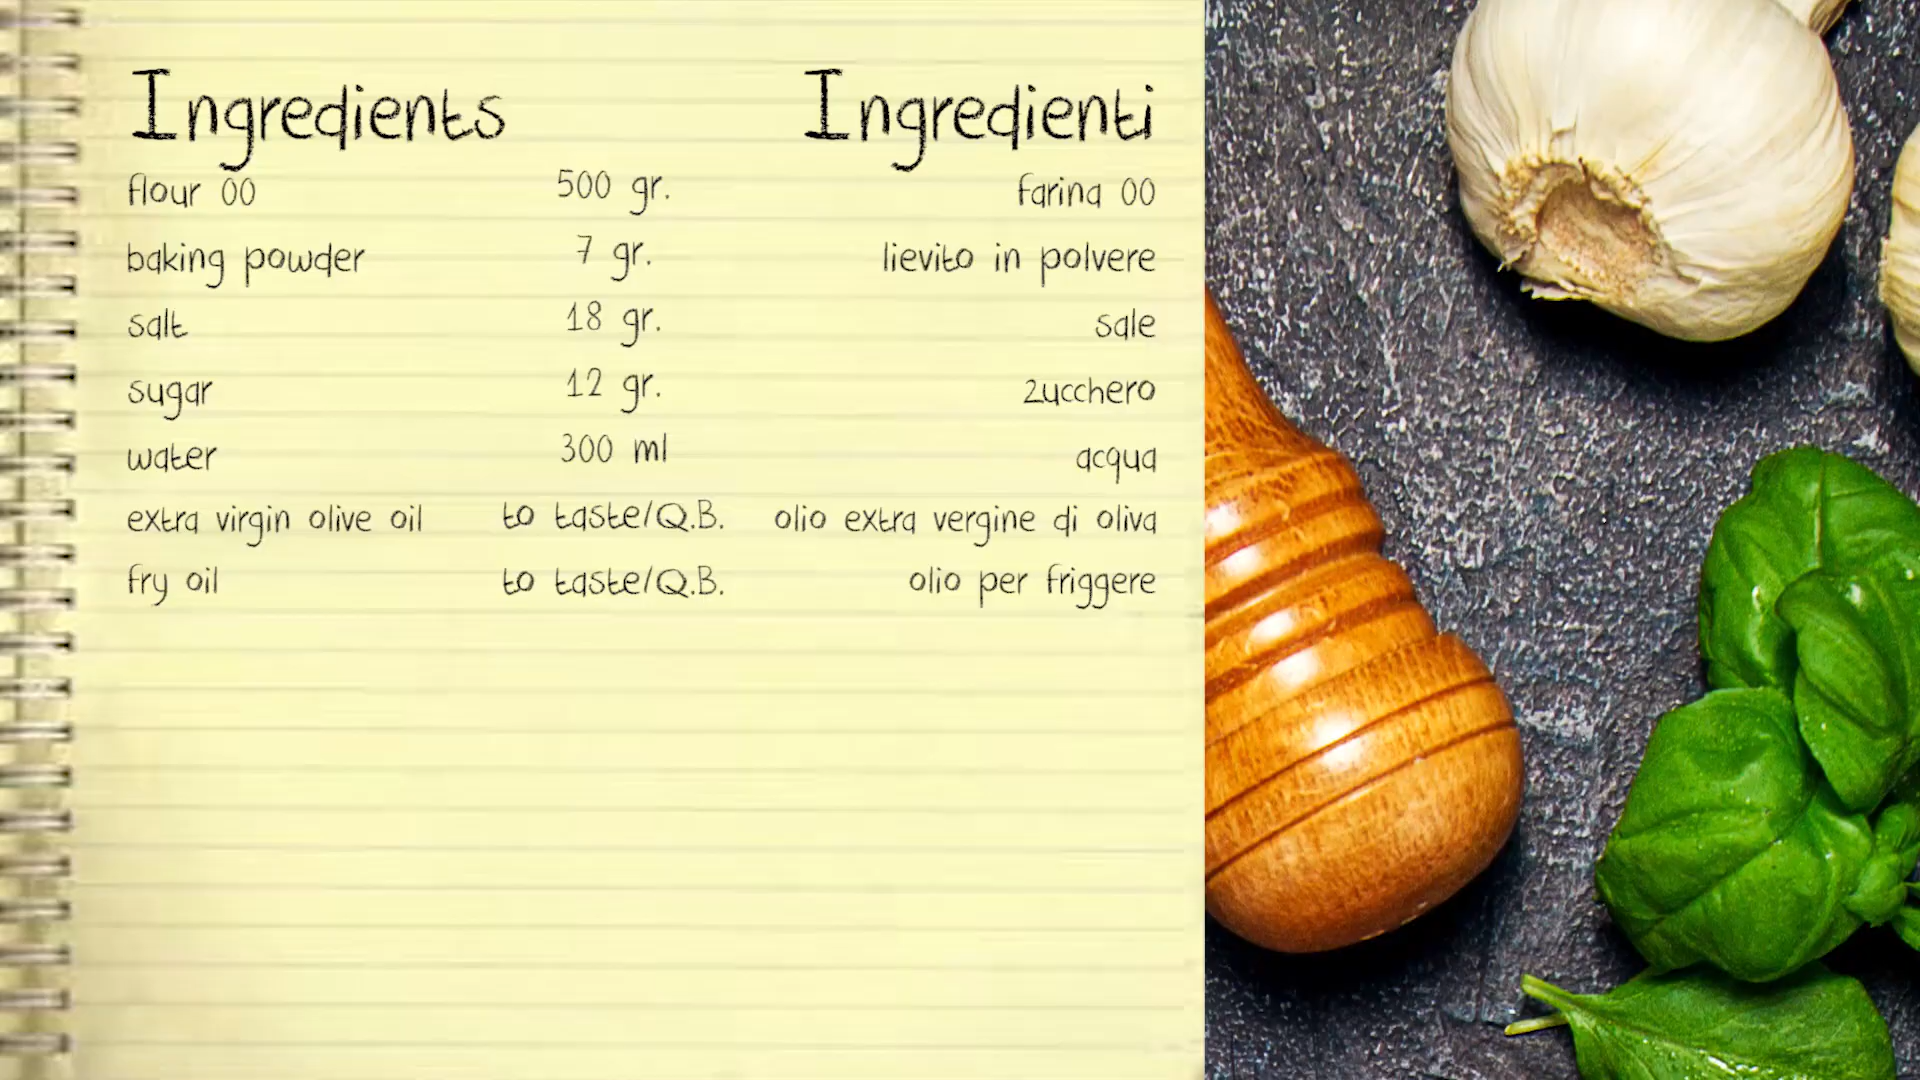 Ingredients Ingredienti
flour 00 500 gr. farina 00
baking powder 7 gr. lievito in polvere
salt 18 gr. sale
sugar 12 gr. zucchero
water 300 ml acqua
extra virgin olive oil to taste/Q.B. olio extra vergine di oliva
fry oil to taste/Q.B. olio per friggere